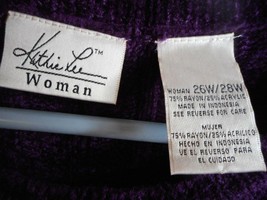 Kathie Lee™
Woman
WOMAN 26W/28W
75% RAYON/25% ACRYLIC
MADE IN INDONESIA
SEE REVERSE FOR CARE
MUJER
75% RAYON/25% ACRILICO
HECHO EN INDONESIA
VE EL REVERSO PARA
EL CUIDADO